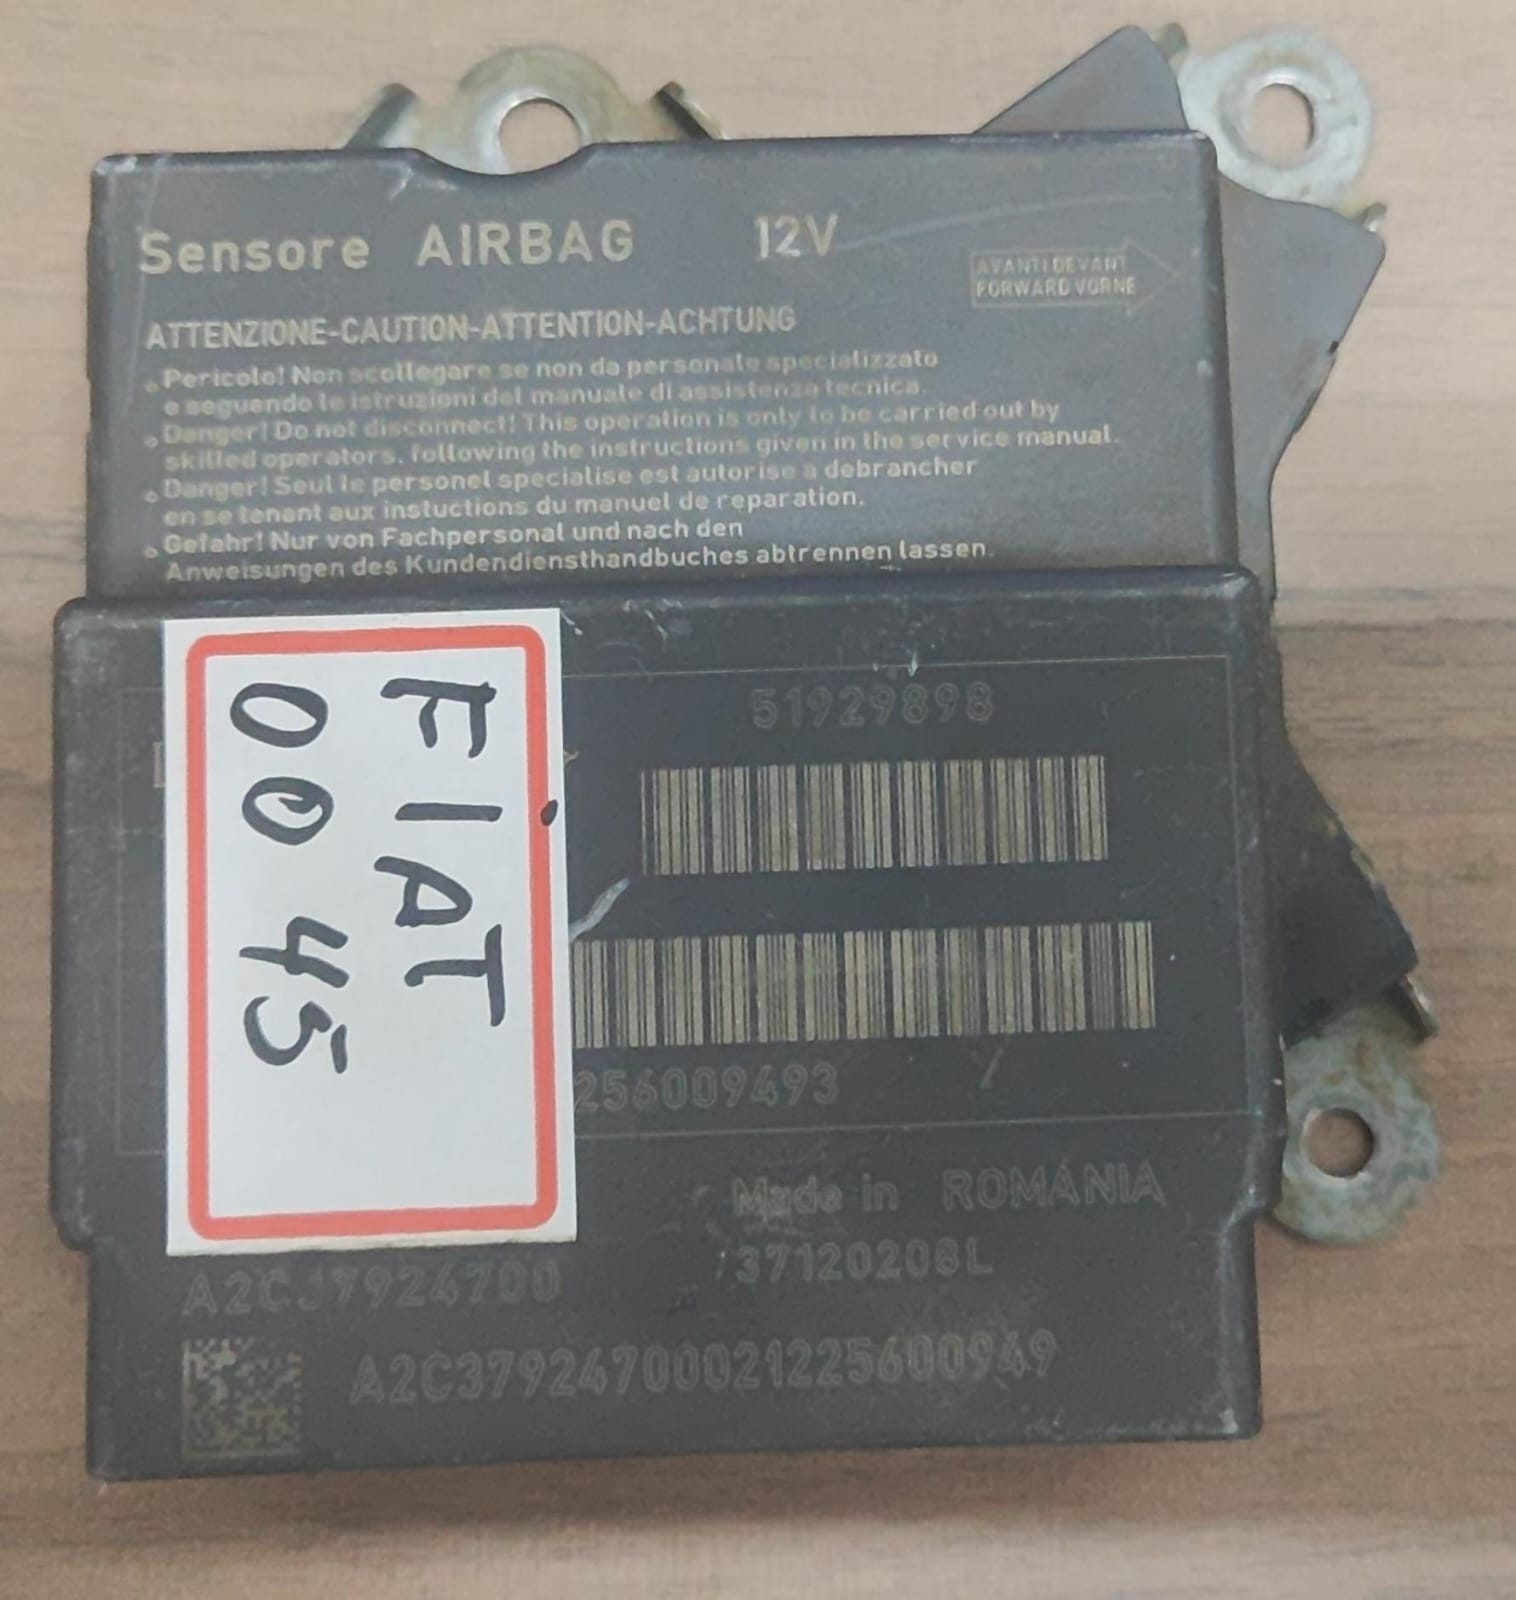 Sensore AIRBAG 12V
AVANTI DEVANT
FORWARD VORNE
ATTENZIONE-CAUTION-ATTENTION-ACHTUNG
Pericolo! Non scollegare se non da personale specializzato
e seguendo le istruzioni del manuale di assistenza tecnica.
Danger! Do not disconnect! This operation is only to be carried out by
skilled operators, following the instructions given in the service manual.
Danger! Seul le personel specialise est autorise a debrancher
en se tenant aux instuctions du manuel de reparation.
Gefahr! Nur von Fachpersonal und nach den
Anweisungen des Kundendiensthandbuches abtrennen lassen.
FIAT
0045
51929898
256009493
Made in ROMANIA
37120208L
A2C37924700
A2C37924700021225600949